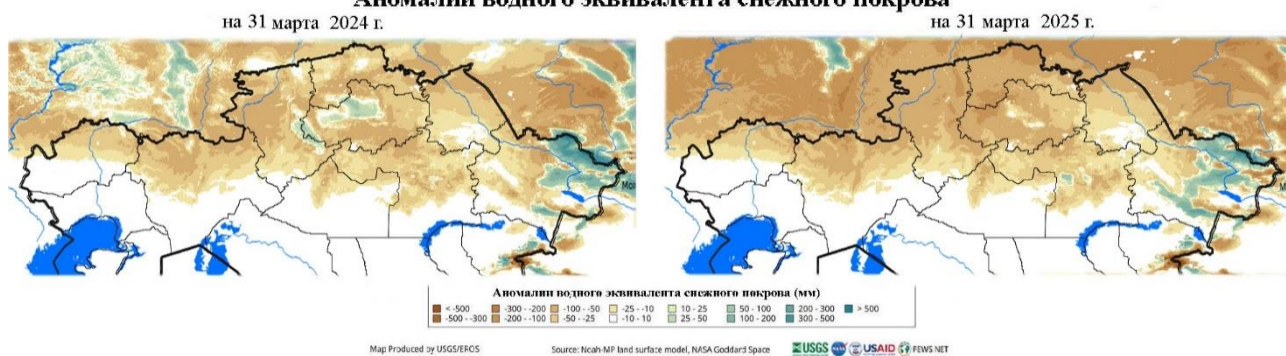 Аномалии водного эквивалента снежного покрова
на 31 марта 2024 г.
на 31 марта 2025 г.
Аномалии водного эквивалента снежного покрова (мм)
< -500 -300 - -200 -100 - -50 -25 - -10 10 - 25 50 - 100 200 - 300 > 500
-500 - -300 -200 - -100 -50 - -25 -10 - 10 25 - 50 100 - 200 300 - 500
Map Produced by USGS/EROS
Source: Noah-MP land surface model, NASA Goddard Space
USGS NASA USAID FEWS NET